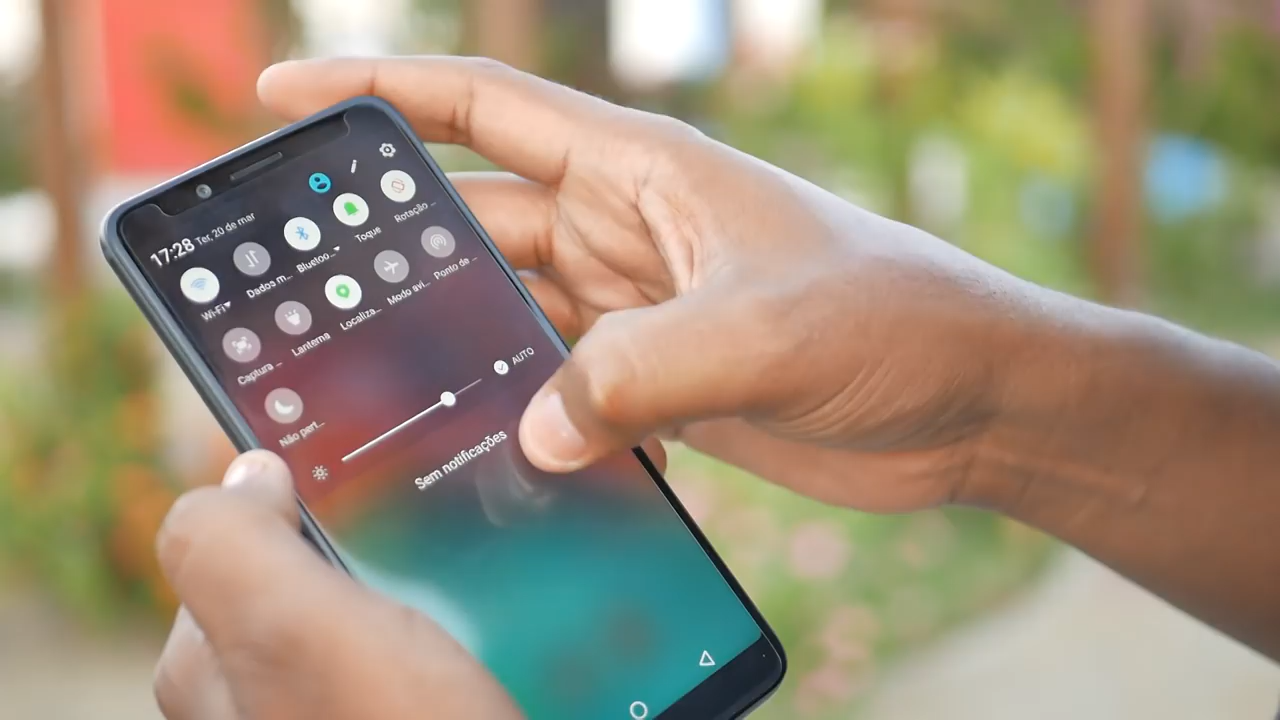 17:28 Ter, 20 de mar
Wi-Fi
Dados m...
Bluetoo...
Toque
Rotação ...
Captura ...
Lanterna
Localiza...
Modo avi...
Ponto de ...
Não pert...
AUTO
Sem notificações